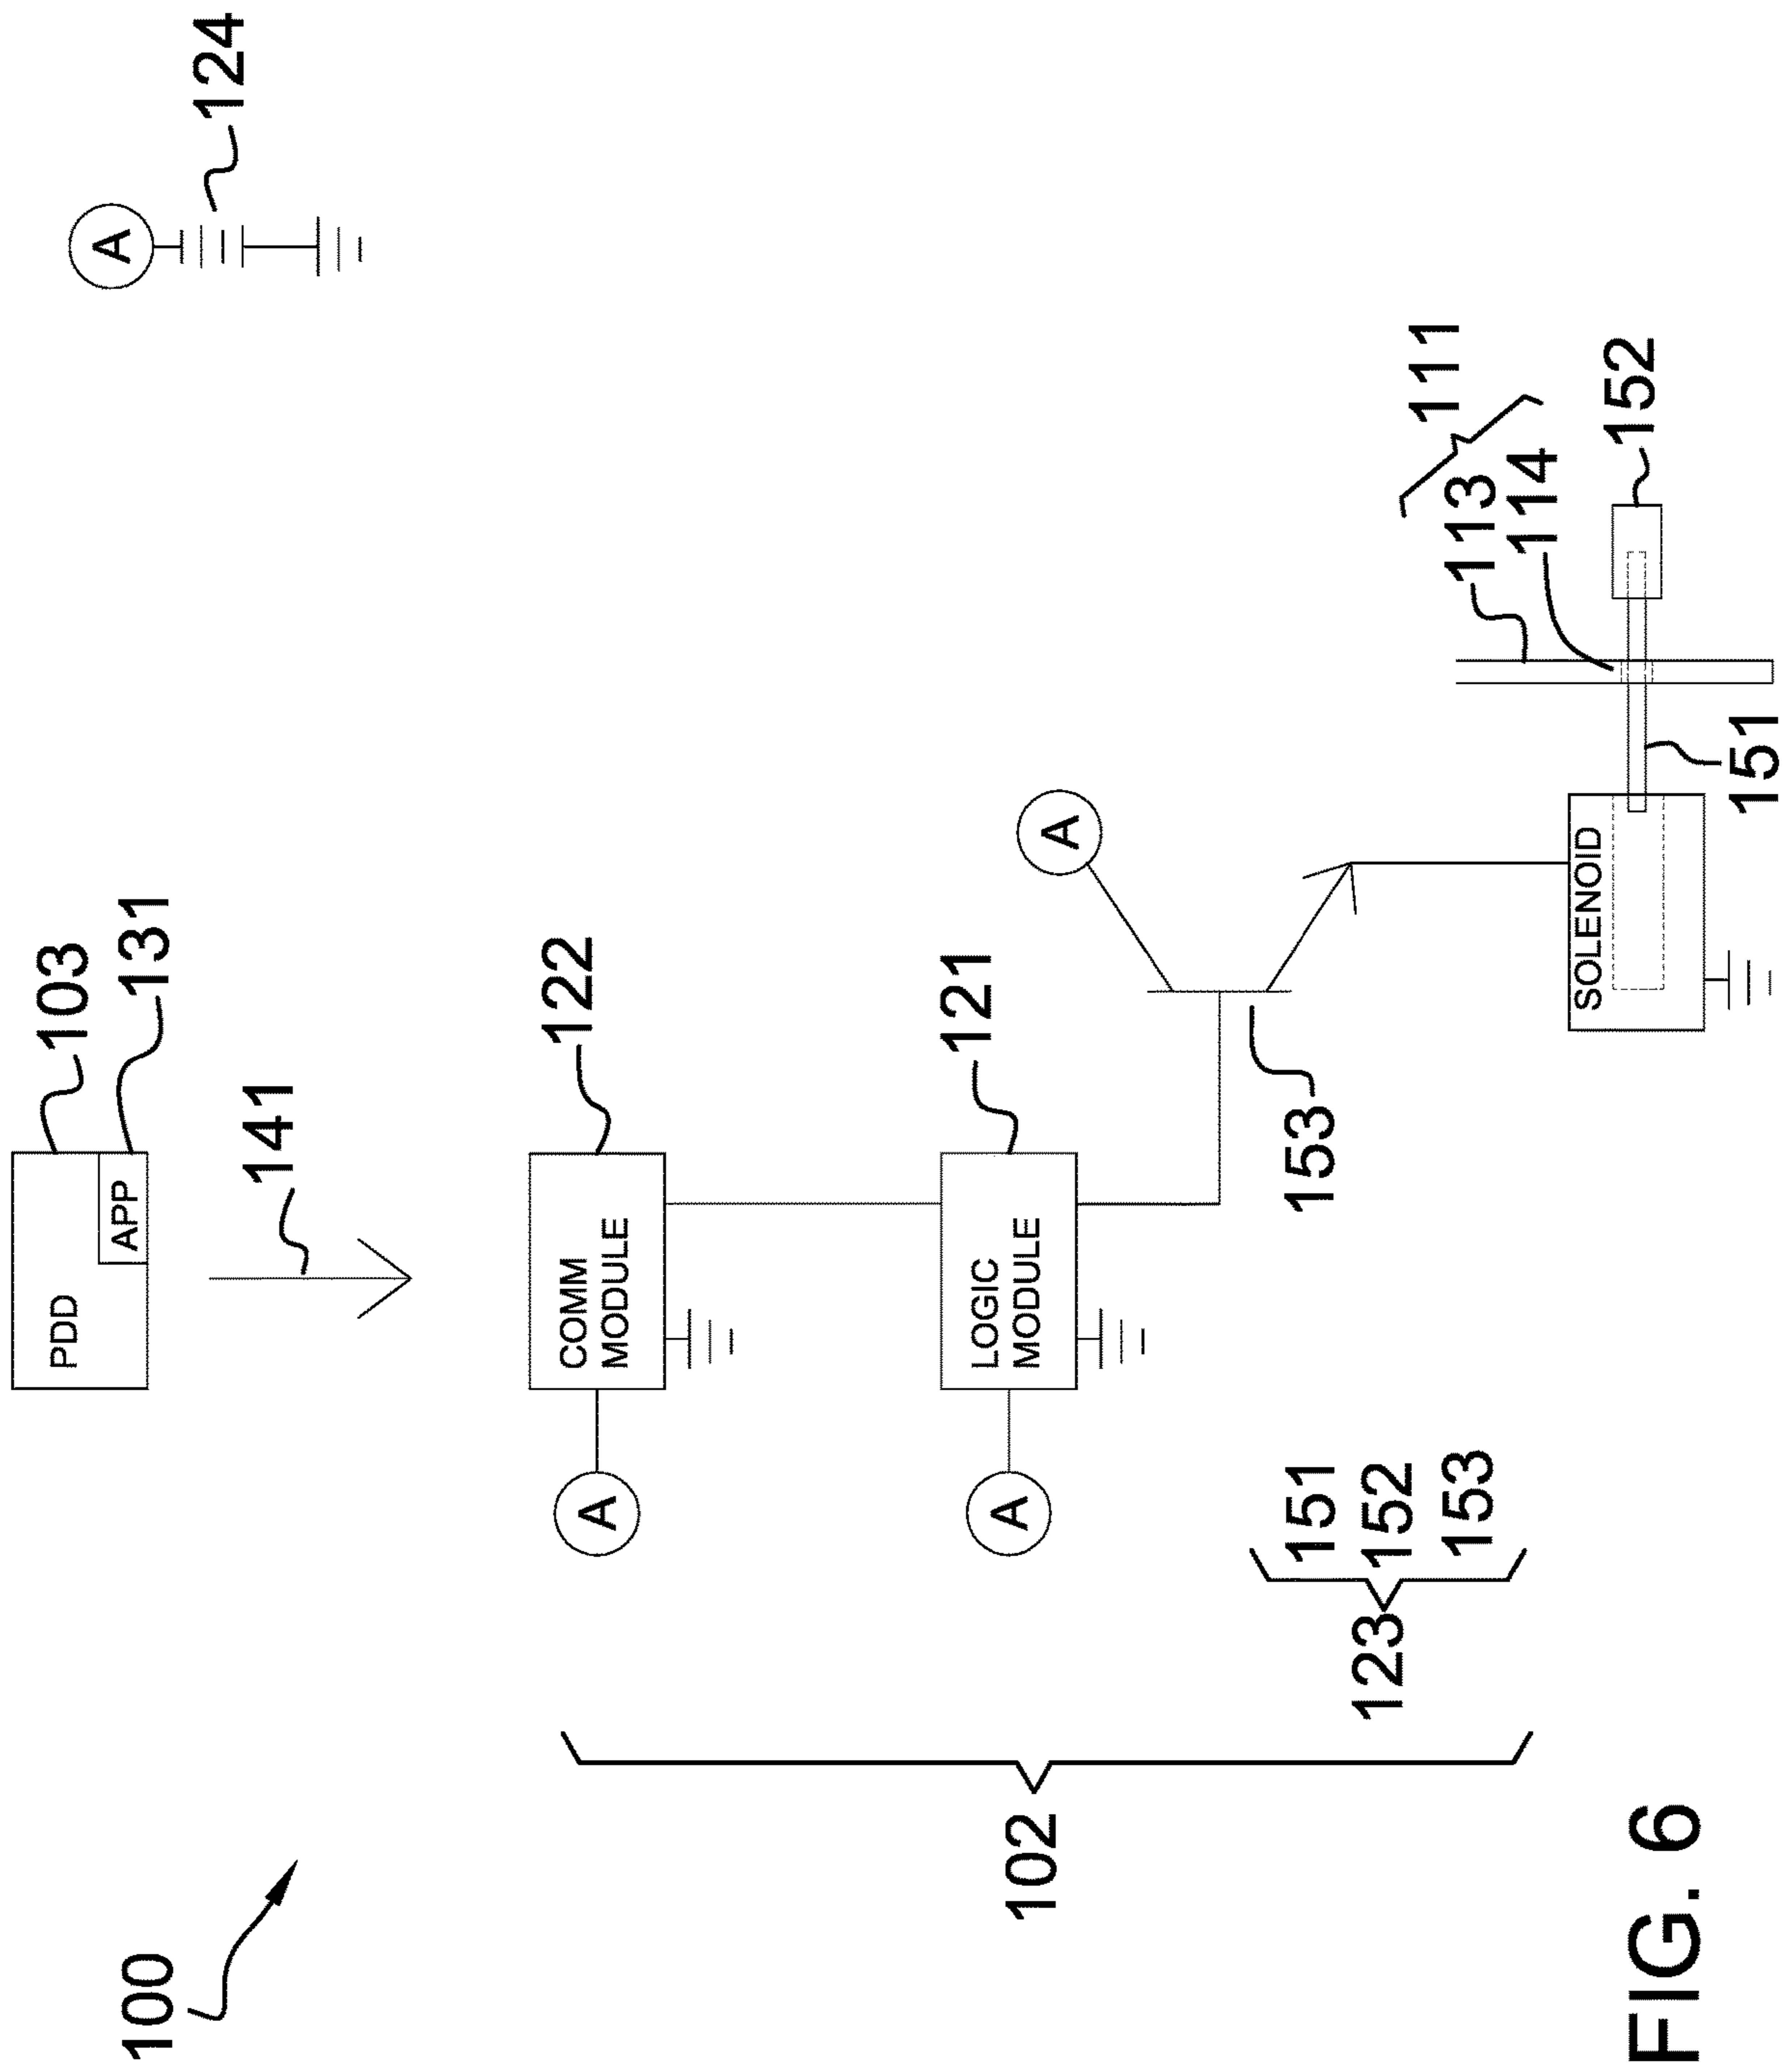 100
PDD
APP
103
131
141
A
124
A
COMM
MODULE
122
A
LOGIC
MODULE
121
A
153
102
123
151
152
153
SOLENOID
151
113
114
111
152
FIG. 6